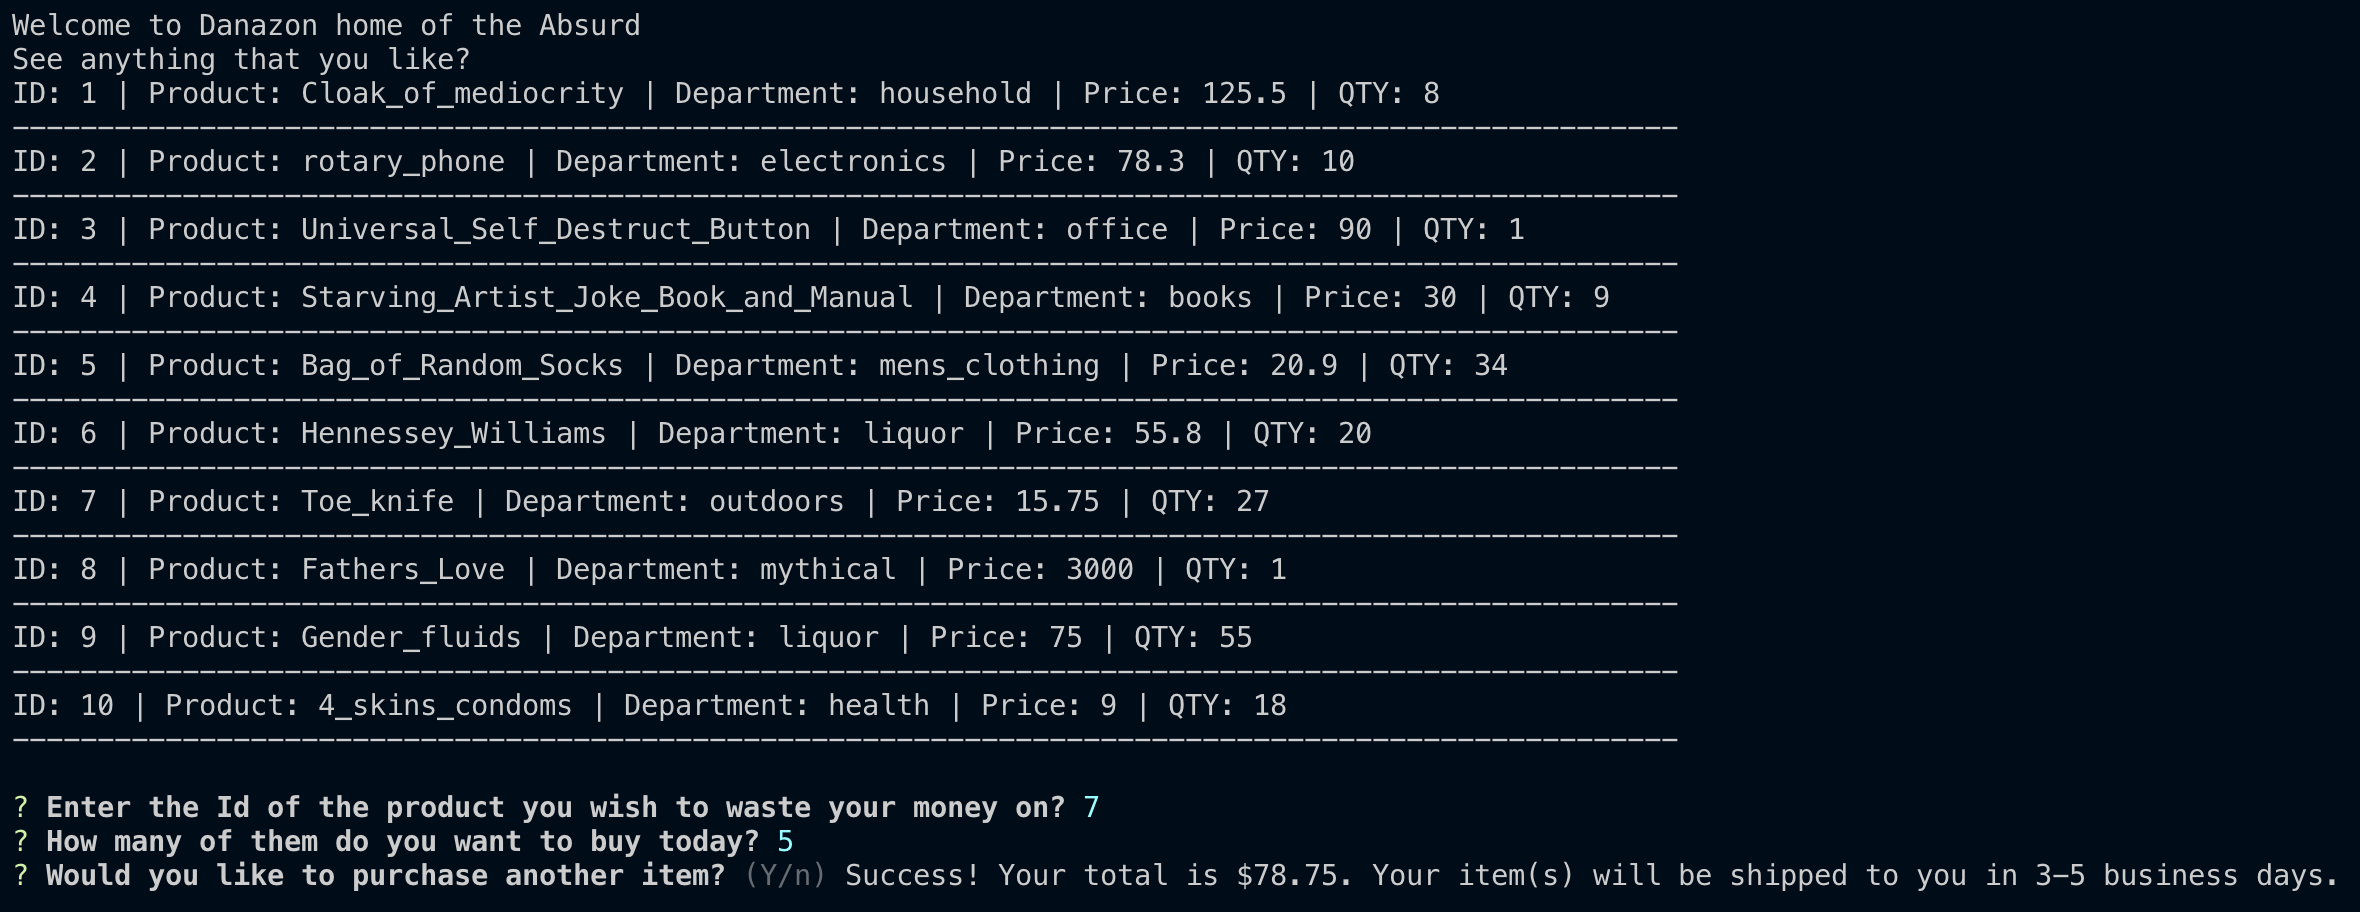 Welcome to Danazon home of the Absurd
See anything that you like?
ID: 1 | Product: Cloak_of_mediocrity | Department: household | Price: 125.5 | QTY: 8
--------------------------------------------------------------------------------------------------
ID: 2 | Product: rotary_phone | Department: electronics | Price: 78.3 | QTY: 10
--------------------------------------------------------------------------------------------------
ID: 3 | Product: Universal_Self_Destruct_Button | Department: office | Price: 90 | QTY: 1
--------------------------------------------------------------------------------------------------
ID: 4 | Product: Starving_Artist_Joke_Book_and_Manual | Department: books | Price: 30 | QTY: 9
--------------------------------------------------------------------------------------------------
ID: 5 | Product: Bag_of_Random_Socks | Department: mens_clothing | Price: 20.9 | QTY: 34
--------------------------------------------------------------------------------------------------
ID: 6 | Product: Hennessey_Williams | Department: liquor | Price: 55.8 | QTY: 20
--------------------------------------------------------------------------------------------------
ID: 7 | Product: Toe_knife | Department: outdoors | Price: 15.75 | QTY: 27
--------------------------------------------------------------------------------------------------
ID: 8 | Product: Fathers_Love | Department: mythical | Price: 3000 | QTY: 1
--------------------------------------------------------------------------------------------------
ID: 9 | Product: Gender_fluids | Department: liquor | Price: 75 | QTY: 55
--------------------------------------------------------------------------------------------------
ID: 10 | Product: 4_skins_condoms | Department: health | Price: 9 | QTY: 18
--------------------------------------------------------------------------------------------------
? Enter the Id of the product you wish to waste your money on? 7
? How many of them do you want to buy today? 5
? Would you like to purchase another item? (Y/n) Success! Your total is $78.75. Your item(s) will be shipped to you in 3-5 business days.